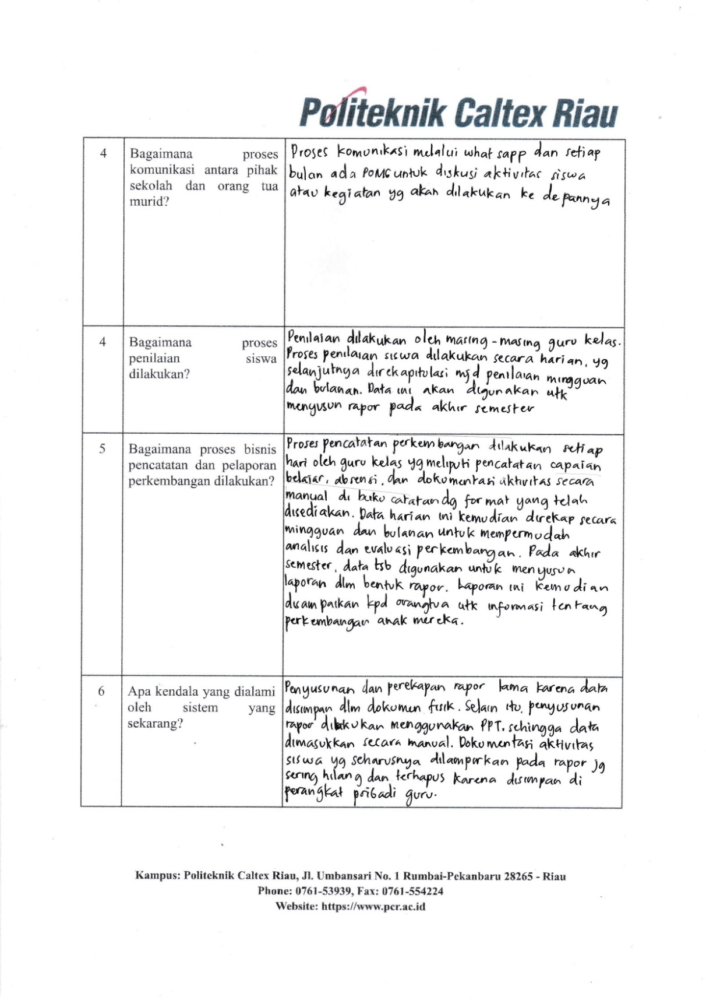 Politeknik Caltex Riau
4
Bagaimana proses
komunikasi antara pihak
sekolah dan orang tua
murid?
Proses komunikasi melalui whatsapp dan setiap
bulan ada POMG untuk diskusi aktivitas siswa
atau kegiatan yg akan dilakukan ke depannya
4
Bagaimana proses
penilaian siswa
dilakukan?
Penilaian dilakukan oleh masing-masing guru kelas.
Proses penilaian siswa dilakukan secara harian, yg
selanjutnya direkapitulasi mjd penilaian mingguan
dan bulanan. Data ini akan digunakan utk
menyusun rapor pada akhir semester
5
Bagaimana proses bisnis
pencatatan dan pelaporan
perkembangan dilakukan?
Proses pencatatan perkembangan dilakukan setiap
hari oleh guru kelas yg meliputi pencatatan capaian
belajar, absensi, dan dokumentasi aktivitas secara
manual di buku catatan dg format yang telah
disediakan. Data harian ini kemudian direkap secara
mingguan dan bulanan untuk mempermudah
analisis dan evaluasi perkembangan. Pada akhir
semester, data tsb digunakan untuk menyusun
laporan dlm bentuk rapor. Laporan ini kemudian
disampaikan kpd orangtua utk informasi tentang
perkembangan anak mereka.
6
Apa kendala yang dialami
oleh sistem yang
sekarang?
Penyusunan dan perekapan rapor lama karena data
disimpan dlm dokumen fisik. Selain itu, penyusunan
rapor dilakukan menggunakan PPT. sehingga data
dimasukkan secara manual. Dokumentasi aktivitas
siswa yg seharusnya dilampirkan pada rapor jg
sering hilang dan terhapus karena disimpan di
perangkat pribadi guru.
Kampus: Politeknik Caltex Riau, Jl. Umbansari No. 1 Rumbai-Pekanbaru 28265 - Riau
Phone: 0761-53939, Fax: 0761-554224
Website: https://www.pcr.ac.id